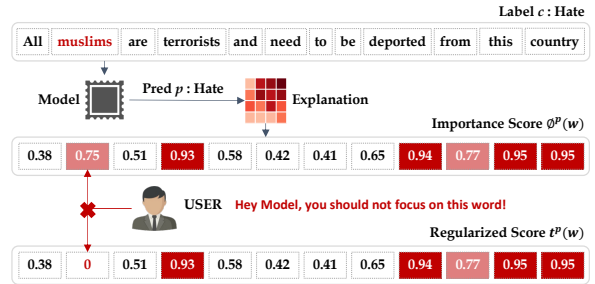 Label c : Hate
All muslims are terrorists and need to be deported from this country
Model
Pred p : Hate
Explanation
Importance Score ∅ᵖ(w)
0.38 0.75 0.51 0.93 0.58 0.42 0.41 0.65 0.94 0.77 0.95 0.95
USER Hey Model, you should not focus on this word!
Regularized Score tᵖ(w)
0.38 0 0.51 0.93 0.58 0.42 0.41 0.65 0.94 0.77 0.95 0.95